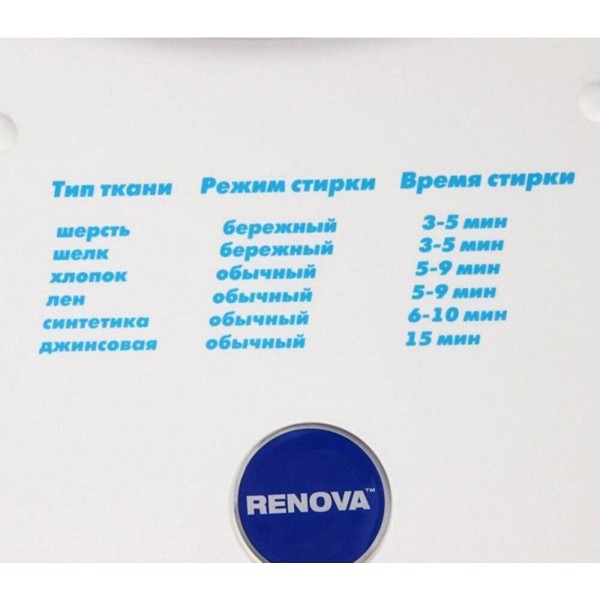 Тип ткани Режим стирки Время стирки
шерсть бережный 3-5 мин
шелк бережный 3-5 мин
хлопок обычный 5-9 мин
лен обычный 5-9 мин
синтетика обычный 6-10 мин
джинсовая обычный 15 мин
RENOVA™